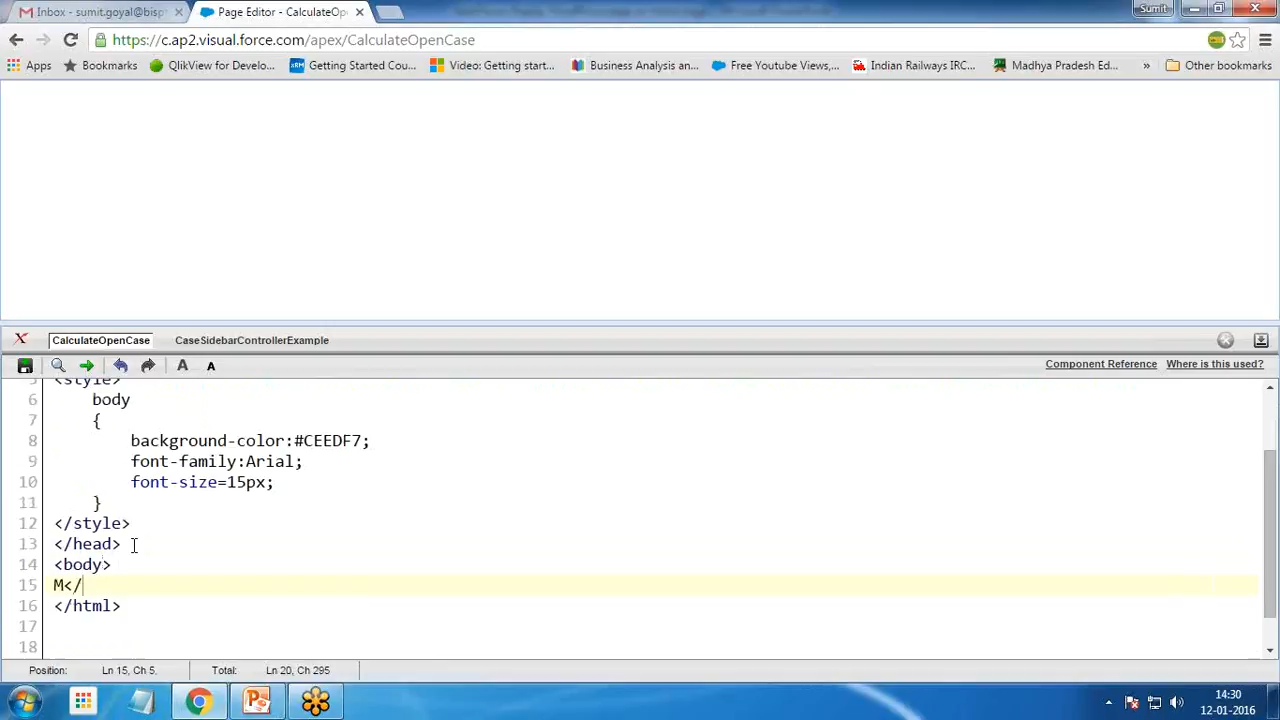 Inbox - sumit.goyal@bisp
Page Editor - CalculateOp
Sumit
https://c.ap2.visual.force.com/apex/CalculateOpenCase
Apps
Bookmarks
QlikView for Develo...
Getting Started Cou...
Video: Getting start...
Business Analysis an...
Free Youtube Views,...
Indian Railways IRC...
Madhya Pradesh Ed...
»
Other bookmarks
CalculateOpenCase
CaseSidebarControllerExample
A
A
Component Reference
Where is this used?
5 <style>
6 body
7 {
8 background-color:#CEEDF7;
9 font-family:Arial;
10 font-size=15px;
11 }
12 </style>
13 </head>
14 <body>
15 M</
16 </html>
17
18
Position: Ln 15, Ch 5. Total: Ln 20, Ch 295
14:30
12-01-2016